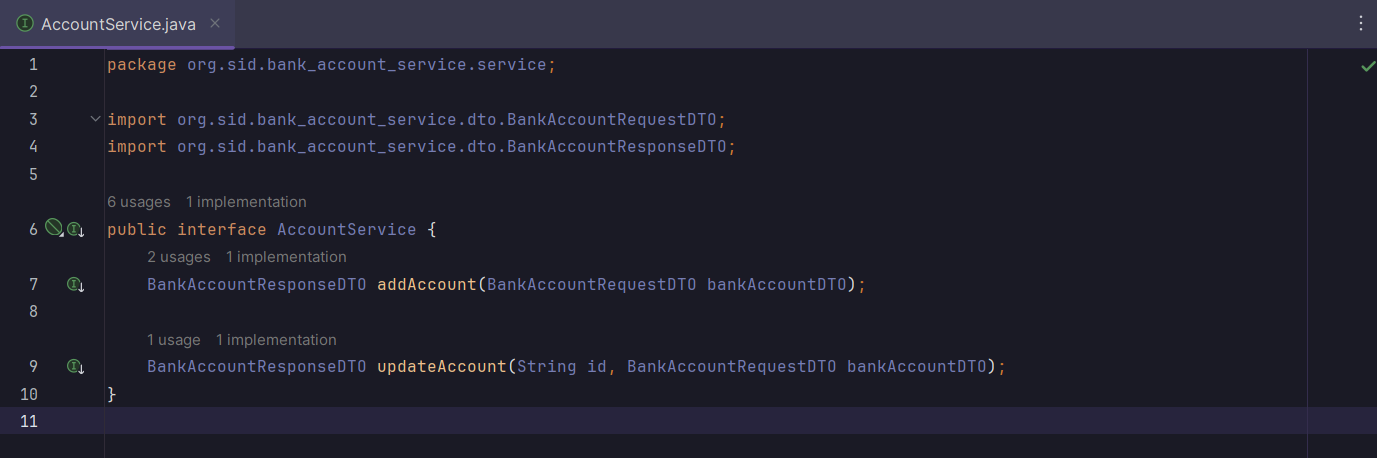 AccountService.java
1 package org.sid.bank_account_service.service;
2
3 import org.sid.bank_account_service.dto.BankAccountRequestDTO;
4 import org.sid.bank_account_service.dto.BankAccountResponseDTO;
5
6 usages 1 implementation
6 public interface AccountService {
2 usages 1 implementation
7 BankAccountResponseDTO addAccount(BankAccountRequestDTO bankAccountDTO);
8
1 usage 1 implementation
9 BankAccountResponseDTO updateAccount(String id, BankAccountRequestDTO bankAccountDTO);
10 }
11